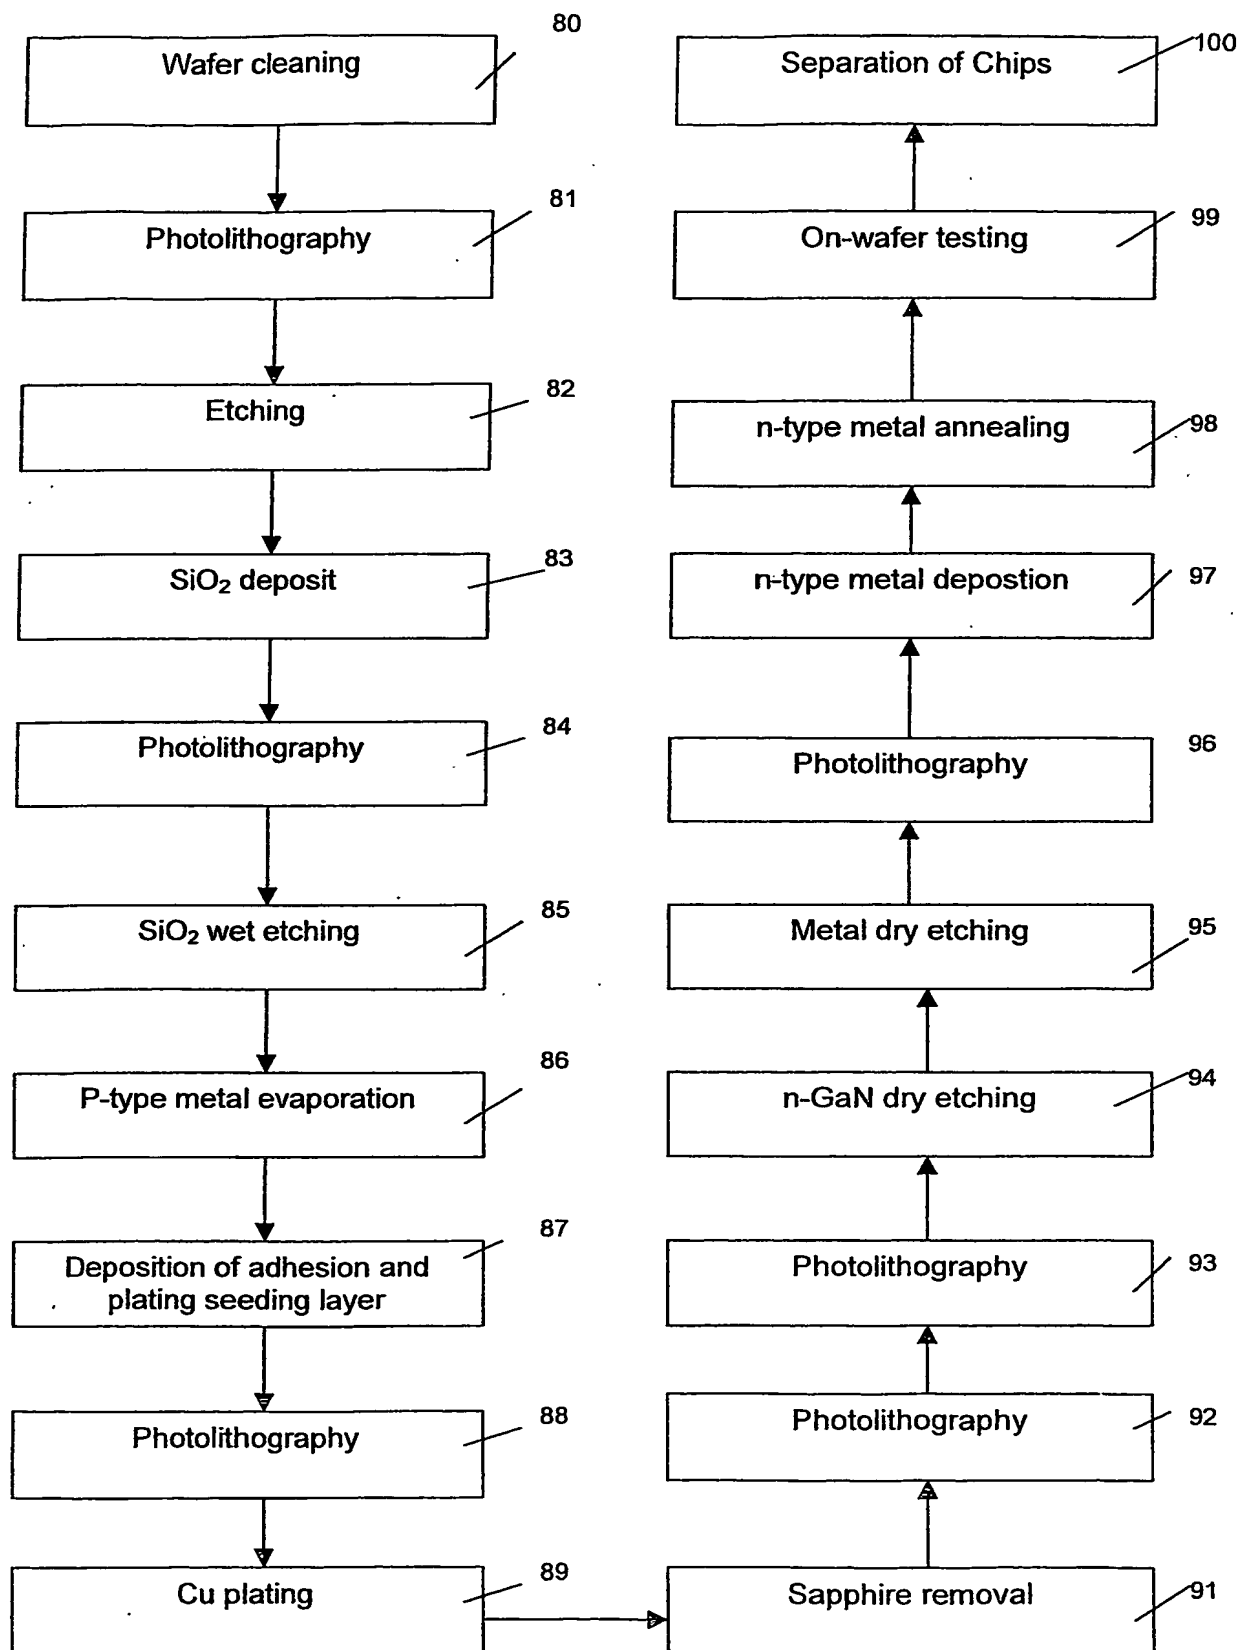 80
Wafer cleaning
81
Photolithography
82
Etching
83
SiO₂ deposit
84
Photolithography
85
SiO₂ wet etching
86
P-type metal evaporation
87
Deposition of adhesion and
plating seeding layer
88
Photolithography
89
Cu plating
91
Sapphire removal
92
Photolithography
93
Photolithography
94
n-GaN dry etching
95
Metal dry etching
96
Photolithography
97
n-type metal depostion
98
n-type metal annealing
99
On-wafer testing
100
Separation of Chips